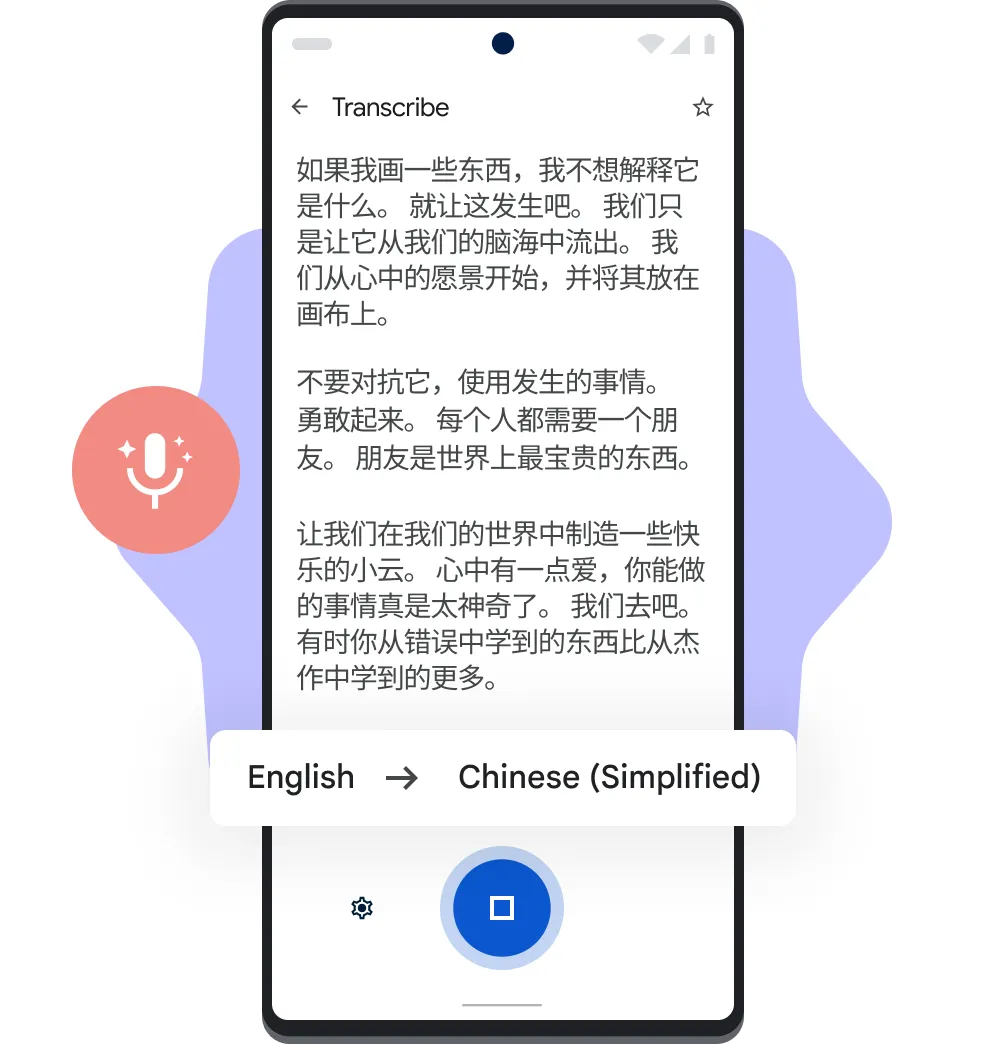 Transcribe
如果我画一些东西，我不想解释它
是什么。 就让这发生吧。 我们只
是让它从我们的脑海中流出。 我
们从心中的愿景开始，并将其放在
画布上。
不要对抗它，使用发生的事情。
勇敢起来。 每个人都需要一个朋
友。 朋友是世界上最宝贵的东西。
让我们在我们的世界中制造一些快
乐的小云。 心中有一点爱，你能做
的事情真是太神奇了。 我们去吧。
有时你从错误中学到的东西比从杰
作中学到的更多。
English → Chinese (Simplified)